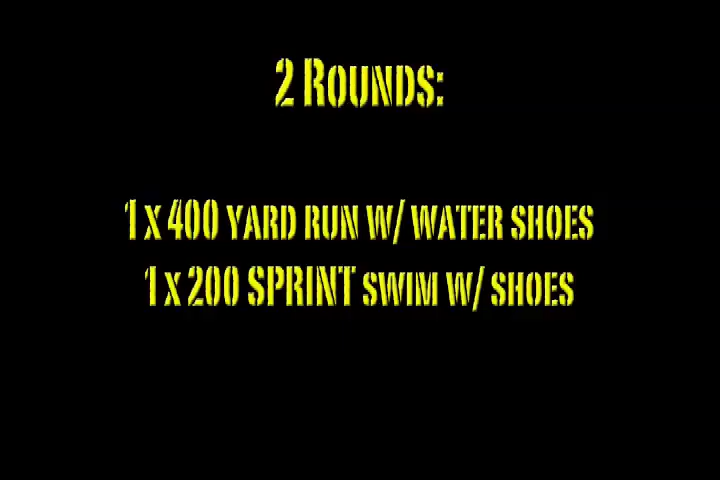 2 Rounds:
1 x 400 yard run w/ water shoes
1 x 200 SPRINT swim w/ shoes